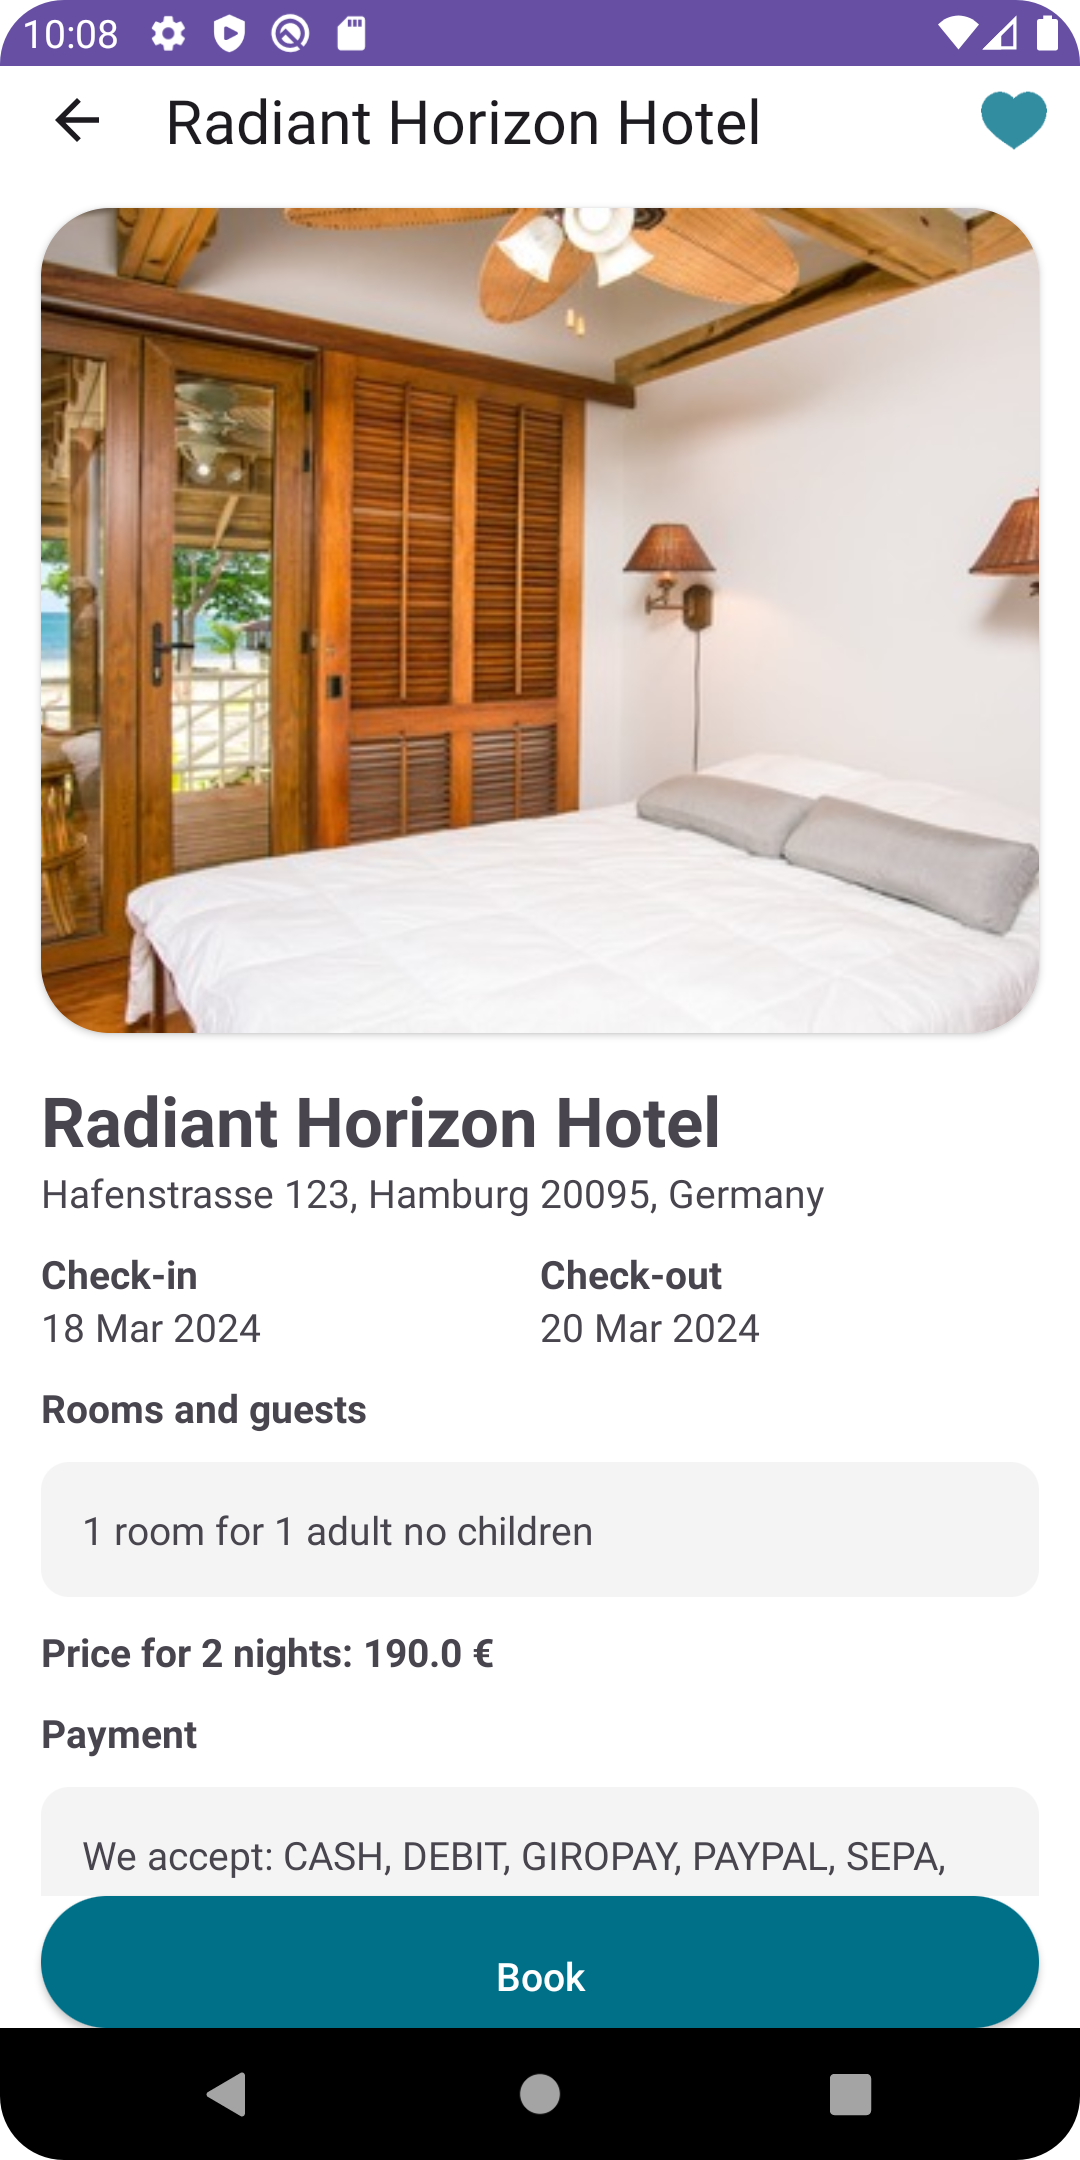 10:08
Radiant Horizon Hotel
Radiant Horizon Hotel
Hafenstrasse 123, Hamburg 20095, Germany
Check-in
Check-out
18 Mar 2024
20 Mar 2024
Rooms and guests
1 room for 1 adult no children
Price for 2 nights: 190.0 €
Payment
We accept: CASH, DEBIT, GIROPAY, PAYPAL, SEPA,
Book